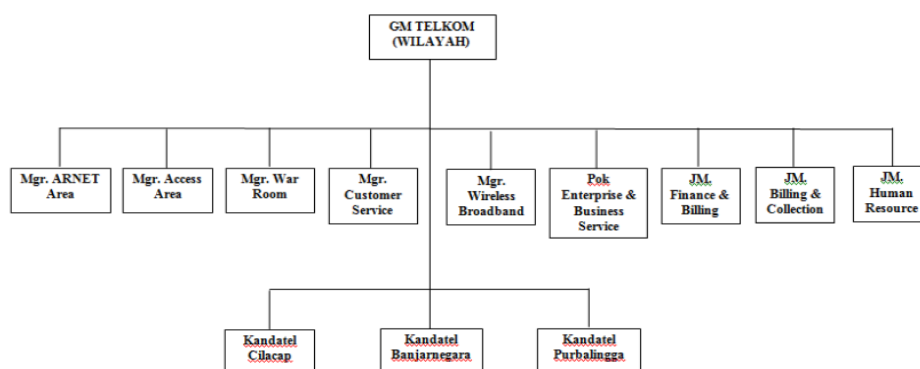 GM TELKOM
(WILAYAH)
Mgr. ARNET
Area
Mgr. Access
Area
Mgr. War
Room
Mgr.
Customer
Service
Mgr.
Wireless
Broadband
Pok
Enterprise &
Business
Service
JM.
Finance &
Billing
JM.
Billing &
Collection
JM.
Human
Resource
Kandatel
Cilacap
Kandatel
Banjarnegara
Kandatel
Purbalingga